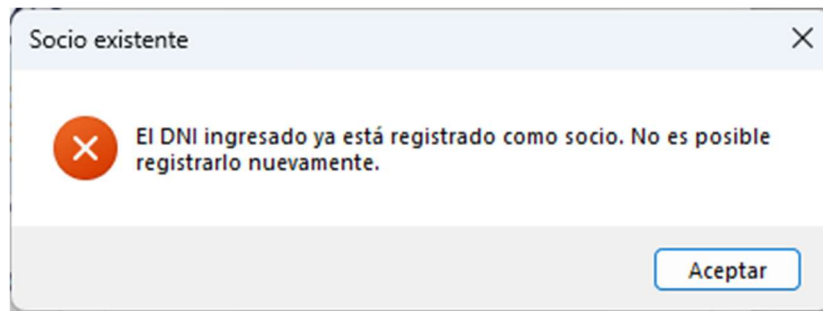 Socio existente
El DNI ingresado ya está registrado como socio. No es posible
registrarlo nuevamente.
Aceptar